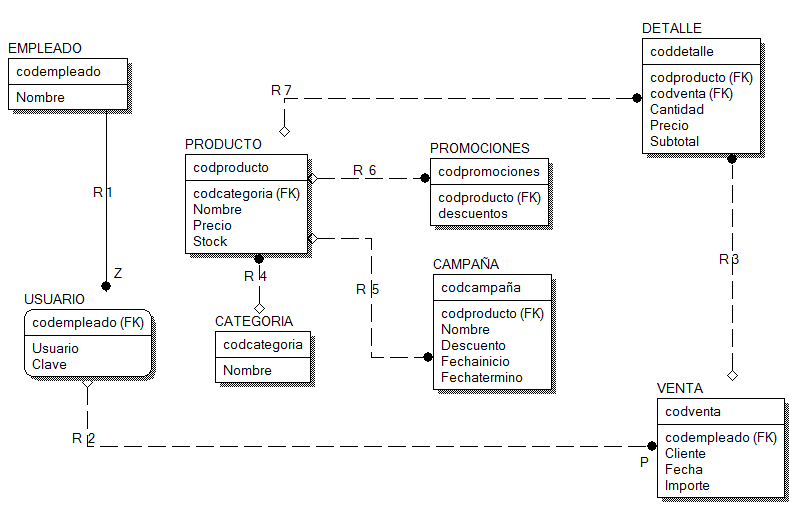 EMPLEADO
codempleado
Nombre
R 1
Z
USUARIO
codempleado (FK)
Usuario
Clave
R 2
P
R 7
PRODUCTO
codproducto
codcategoria (FK)
Nombre
Precio
Stock
R 4
CATEGORIA
codcategoria
Nombre
R 6
PROMOCIONES
codpromociones
codproducto (FK)
descuentos
R 5
CAMPAÑA
codcampaña
codproducto (FK)
Nombre
Descuento
Fechainicio
Fechatermino
DETALLE
coddetalle
codproducto (FK)
codventa (FK)
Cantidad
Precio
Subtotal
R 3
VENTA
codventa
codempleado (FK)
Cliente
Fecha
Importe